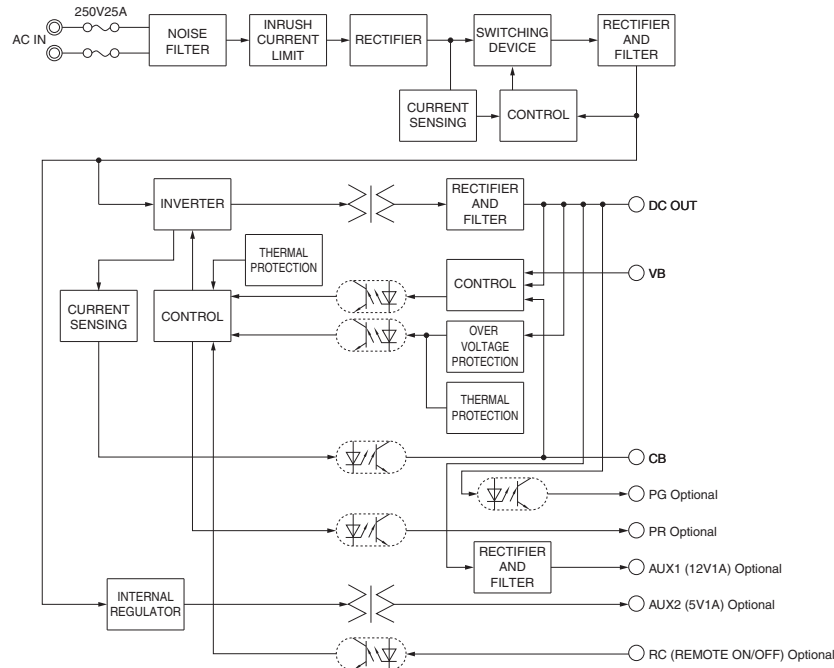 250V25A
AC IN
NOISE
FILTER
INRUSH
CURRENT
LIMIT
RECTIFIER
SWITCHING
DEVICE
RECTIFIER
AND
FILTER
CURRENT
SENSING
CONTROL
INVERTER
RECTIFIER
AND
FILTER
DC OUT
THERMAL
PROTECTION
CONTROL
VB
CURRENT
SENSING
CONTROL
OVER
VOLTAGE
PROTECTION
THERMAL
PROTECTION
CB
PG Optional
PR Optional
RECTIFIER
AND
FILTER
AUX1 (12V1A) Optional
INTERNAL
REGULATOR
AUX2 (5V1A) Optional
RC (REMOTE ON/OFF) Optional